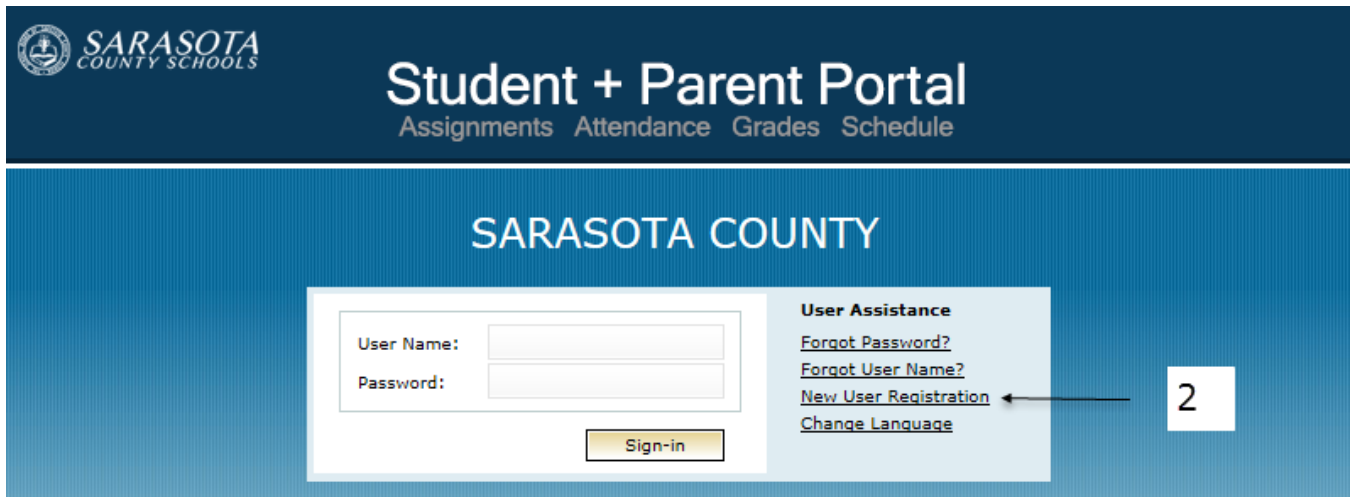 SARASOTA
COUNTY SCHOOLS
Student + Parent Portal
Assignments Attendance Grades Schedule
SARASOTA COUNTY
User Name:
Password:
Sign-in
User Assistance
Forgot Password?
Forgot User Name?
New User Registration
Change Language
2